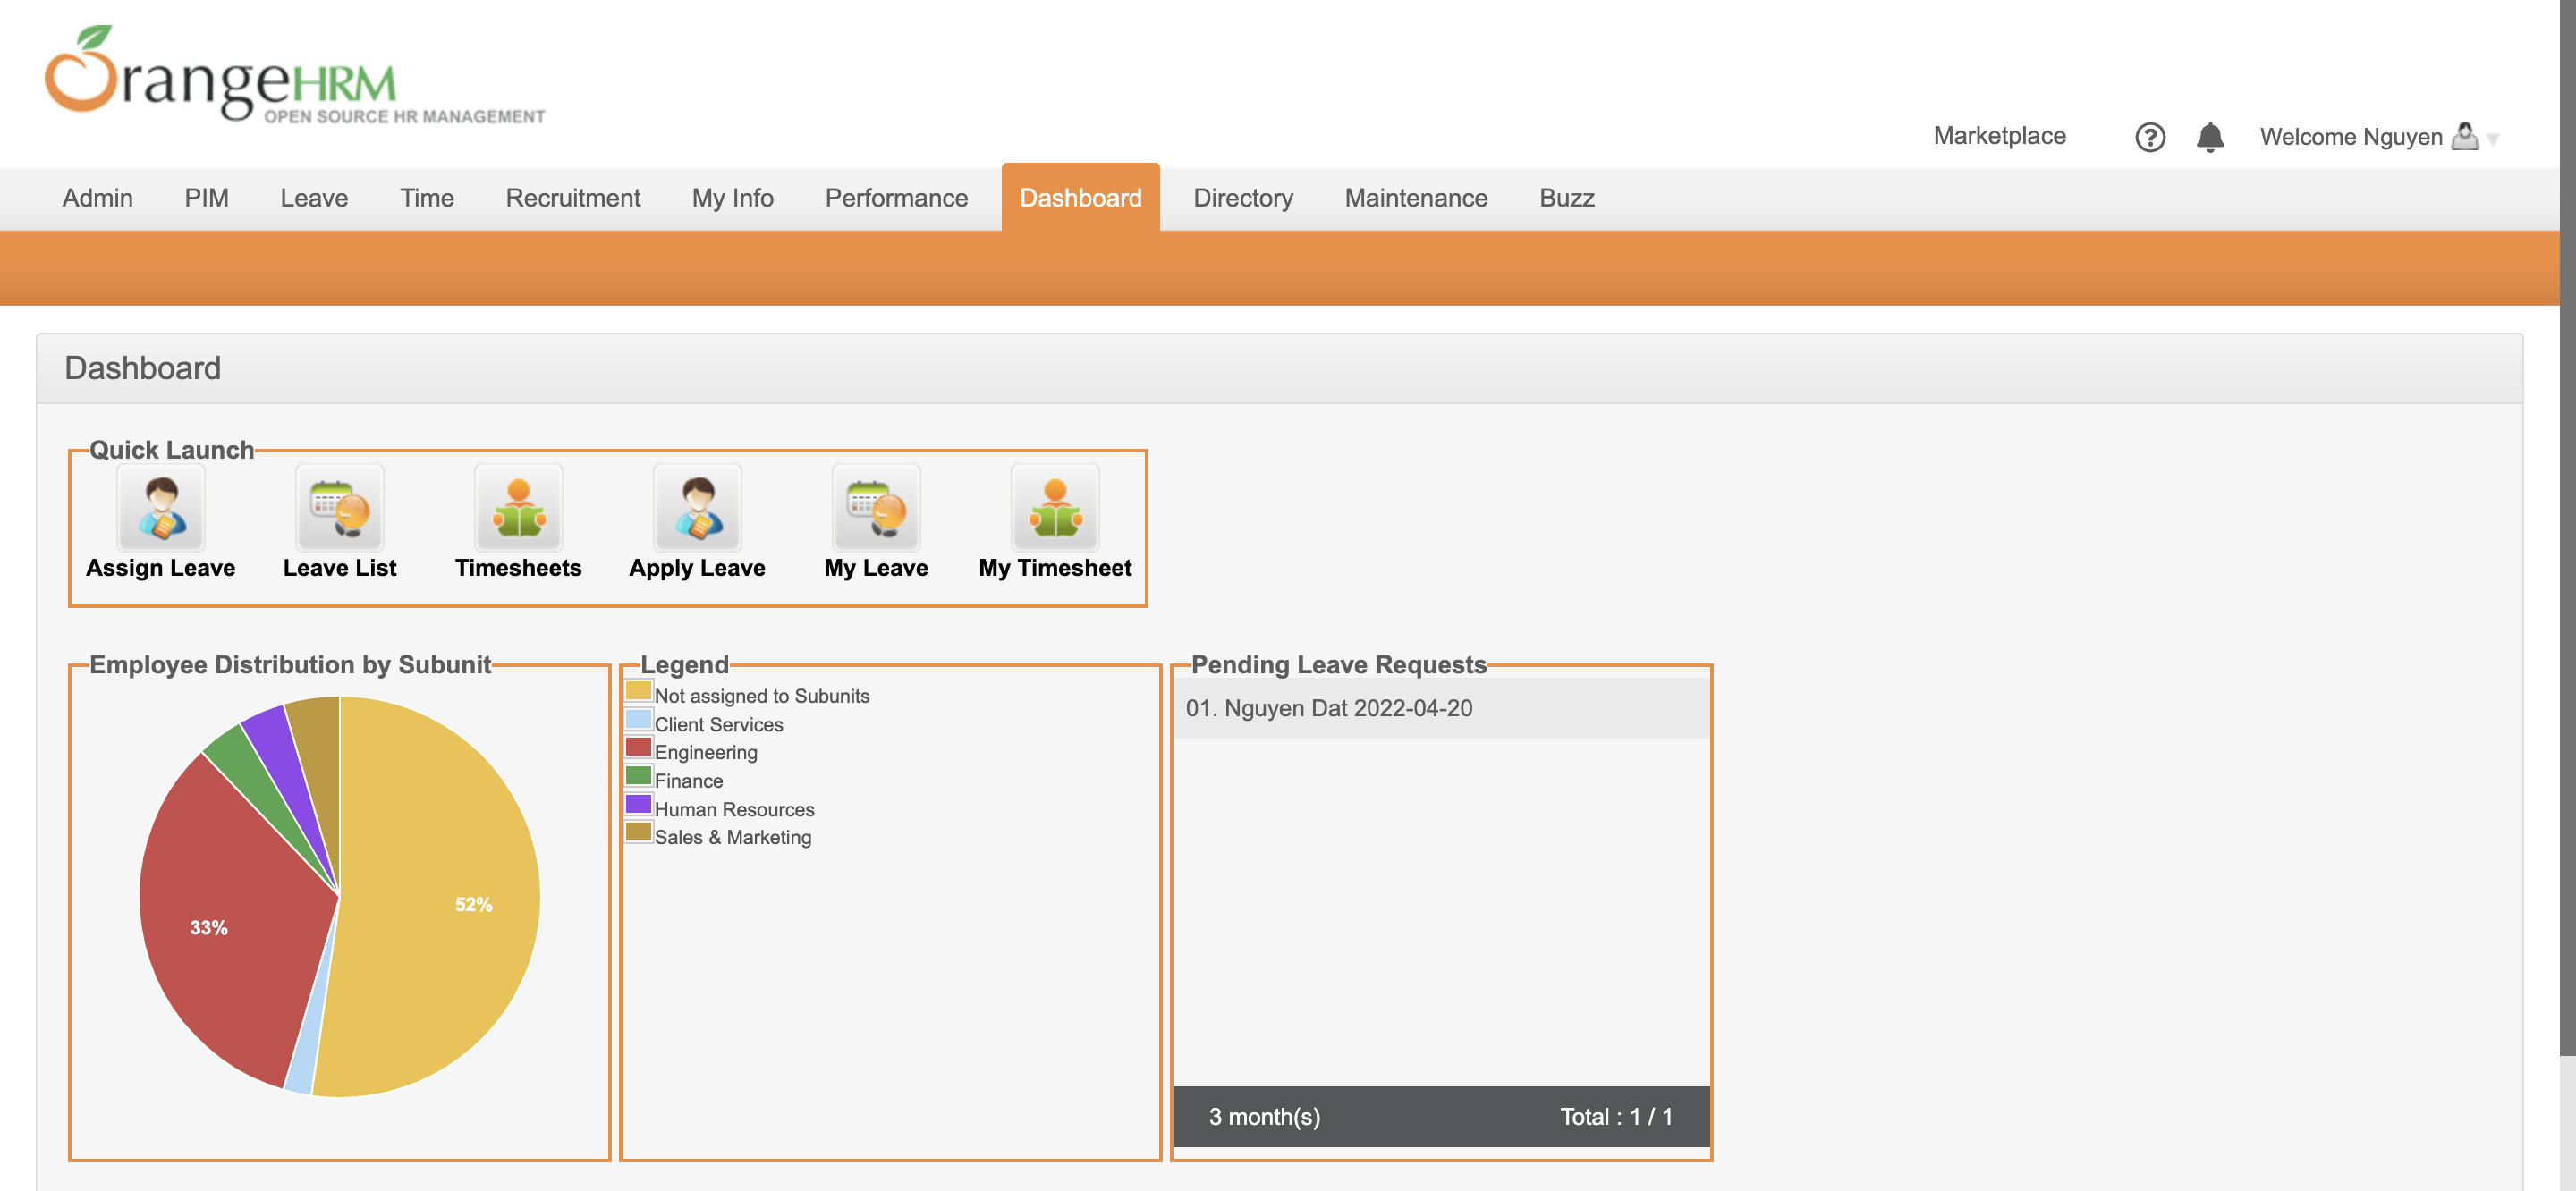 OrangeHRM
OPEN SOURCE HR MANAGEMENT
Marketplace ? Welcome Nguyen
Admin PIM Leave Time Recruitment My Info Performance Dashboard Directory Maintenance Buzz
Dashboard
Quick Launch
Assign Leave Leave List Timesheets Apply Leave My Leave My Timesheet
Employee Distribution by Subunit
52%
33%
Legend
Not assigned to Subunits
Client Services
Engineering
Finance
Human Resources
Sales & Marketing
Pending Leave Requests
01. Nguyen Dat 2022-04-20
3 month(s) Total : 1 / 1